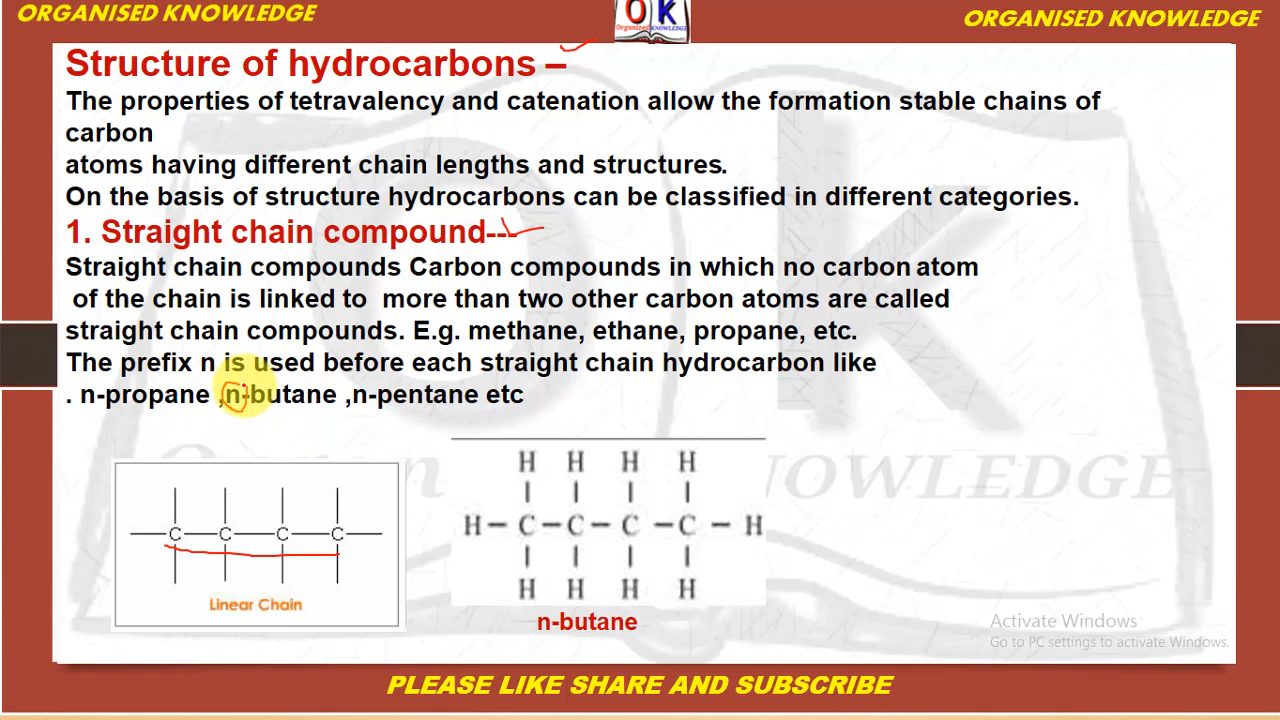 ORGANISED KNOWLEDGE
OK
Organised KNOWLEDGE
ORGANISED KNOWLEDGE
Structure of hydrocarbons –
The properties of tetravalency and catenation allow the formation stable chains of
carbon
atoms having different chain lengths and structures.
On the basis of structure hydrocarbons can be classified in different categories.
1. Straight chain compound---
Straight chain compounds Carbon compounds in which no carbon atom
of the chain is linked to more than two other carbon atoms are called
straight chain compounds. E.g. methane, ethane, propane, etc.
The prefix n is used before each straight chain hydrocarbon like
. n-propane ,n-butane ,n-pentane etc
C C C C
Linear Chain
H H H H
H – C – C – C – C – H
H H H H
n-butane
KNOWLEDGE
Activate Windows
Go to PC settings to activate Windows.
PLEASE LIKE SHARE AND SUBSCRIBE